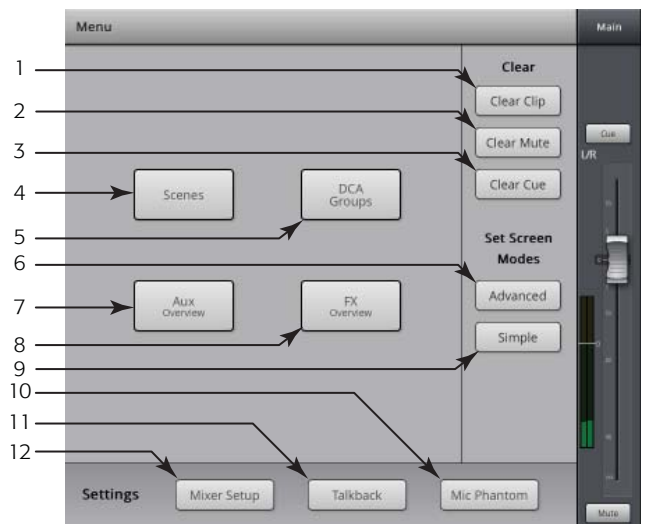 Menu
Main
1
Clear
Clear Clip
2
Clear Mute
Cue
3
Clear Cue
L/R
4
Scenes
DCA
Groups
5
Set Screen
Modes
6
Advanced
7
Aux
Overview
FX
Overview
8
Simple
9
10
11
12
Settings
Mixer Setup
Talkback
Mic Phantom
Mute